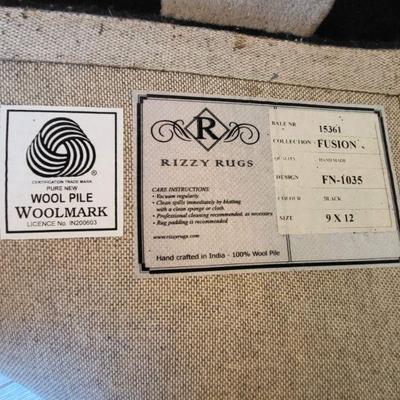 CERTIFICATION TRADE MARK
PURE NEW
WOOL PILE
WOOLMARK
LICENCE No. IN200603
R
RIZZY RUGS
CARE INSTRUCTIONS:
• Vacuum regularly.
• Clean spills immediately by blotting
with a clean sponge or cloth.
• Professional cleaning recommended, as necessary.
• Rug padding is recommended.
www.rizzyrugs.com
Hand crafted in India - 100% Wool Pile
BALE NR 15361
COLLECTION FUSION
QUALITY HAND MADE
DESIGN FN-1035
COLOUR BLACK
SIZE 9 X 12